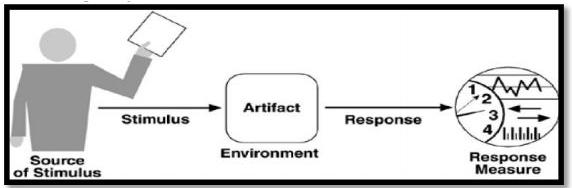 Source
of Stimulus
Stimulus
Artifact
Environment
Response
1
2
3
4
Response
Measure